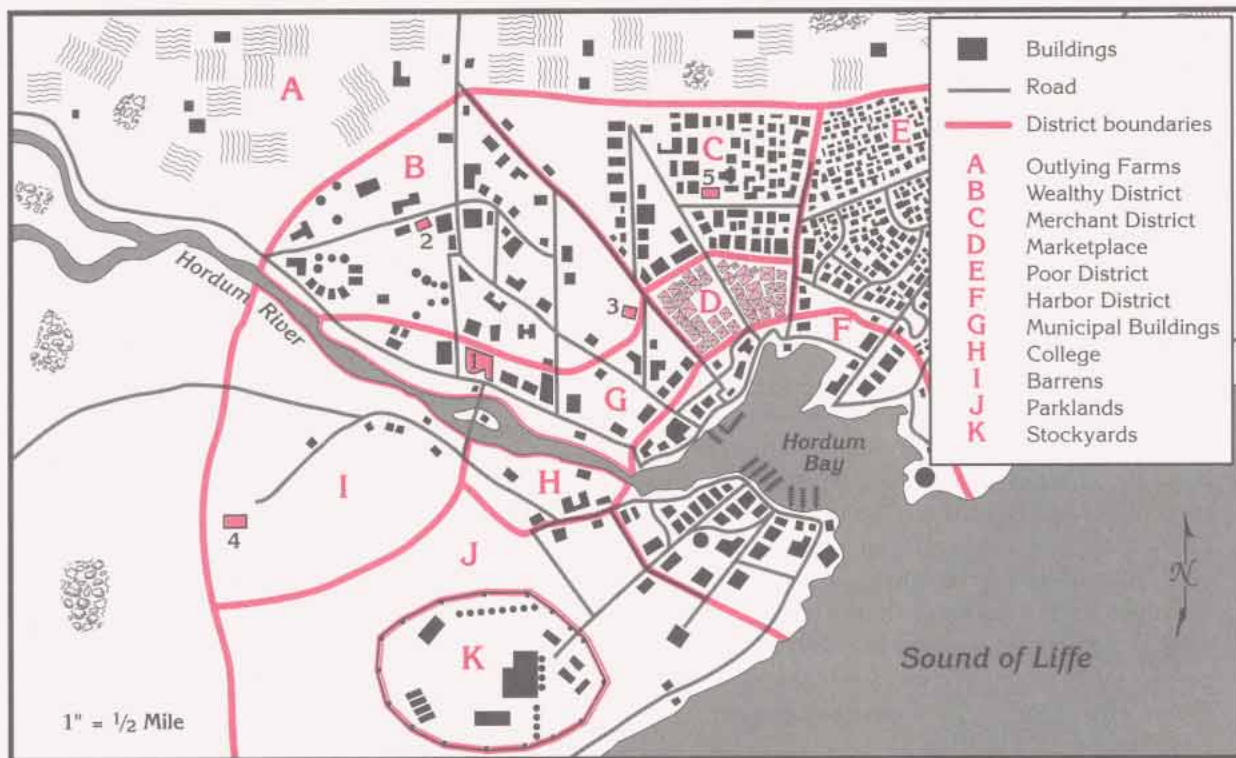 Buildings
Road
District boundaries
A Outlying Farms
B Wealthy District
C Merchant District
D Marketplace
E Poor District
F Harbor District
G Municipal Buildings
H College
I Barrens
J Parklands
K Stockyards
A
B
C
E
5
2
Hordum River
3
D
F
1
G
Hordum
Bay
H
I
4
J
N
K
Sound of Liffe
1" = 1/2 Mile